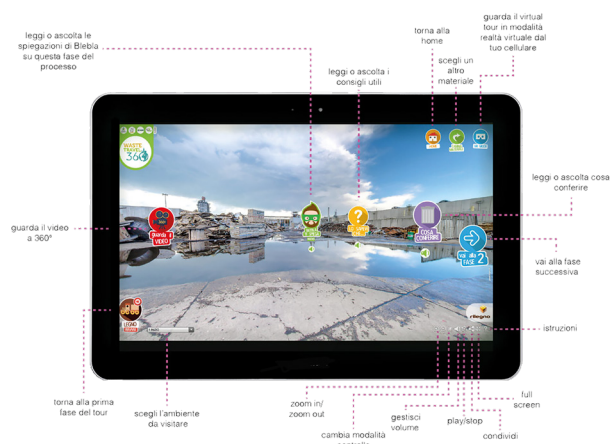 guarda il virtual
tour in modalità
realtà virtuale dal
tuo cellulare
leggi o ascolta le
spiegazioni di Blebla
su questa fase del
processo
torna alla
home
scegli un
altro
materiale
leggi o ascolta i
consigli utili
WASTE
TRAVEL
360
leggi o ascolta cosa
conferire
guarda il video
a 360°
guarda il
VIDEO
COSA
CONFERIRE
vai alla
FASE 2
vai alla fase
successiva
rilegno
LEGNO
istruzioni
torna alla prima
fase del tour
scegli l'ambiente
da visitare
zoom in/
zoom out
cambia modalità
gestisci
volume
play/stop
full
screen
condividi